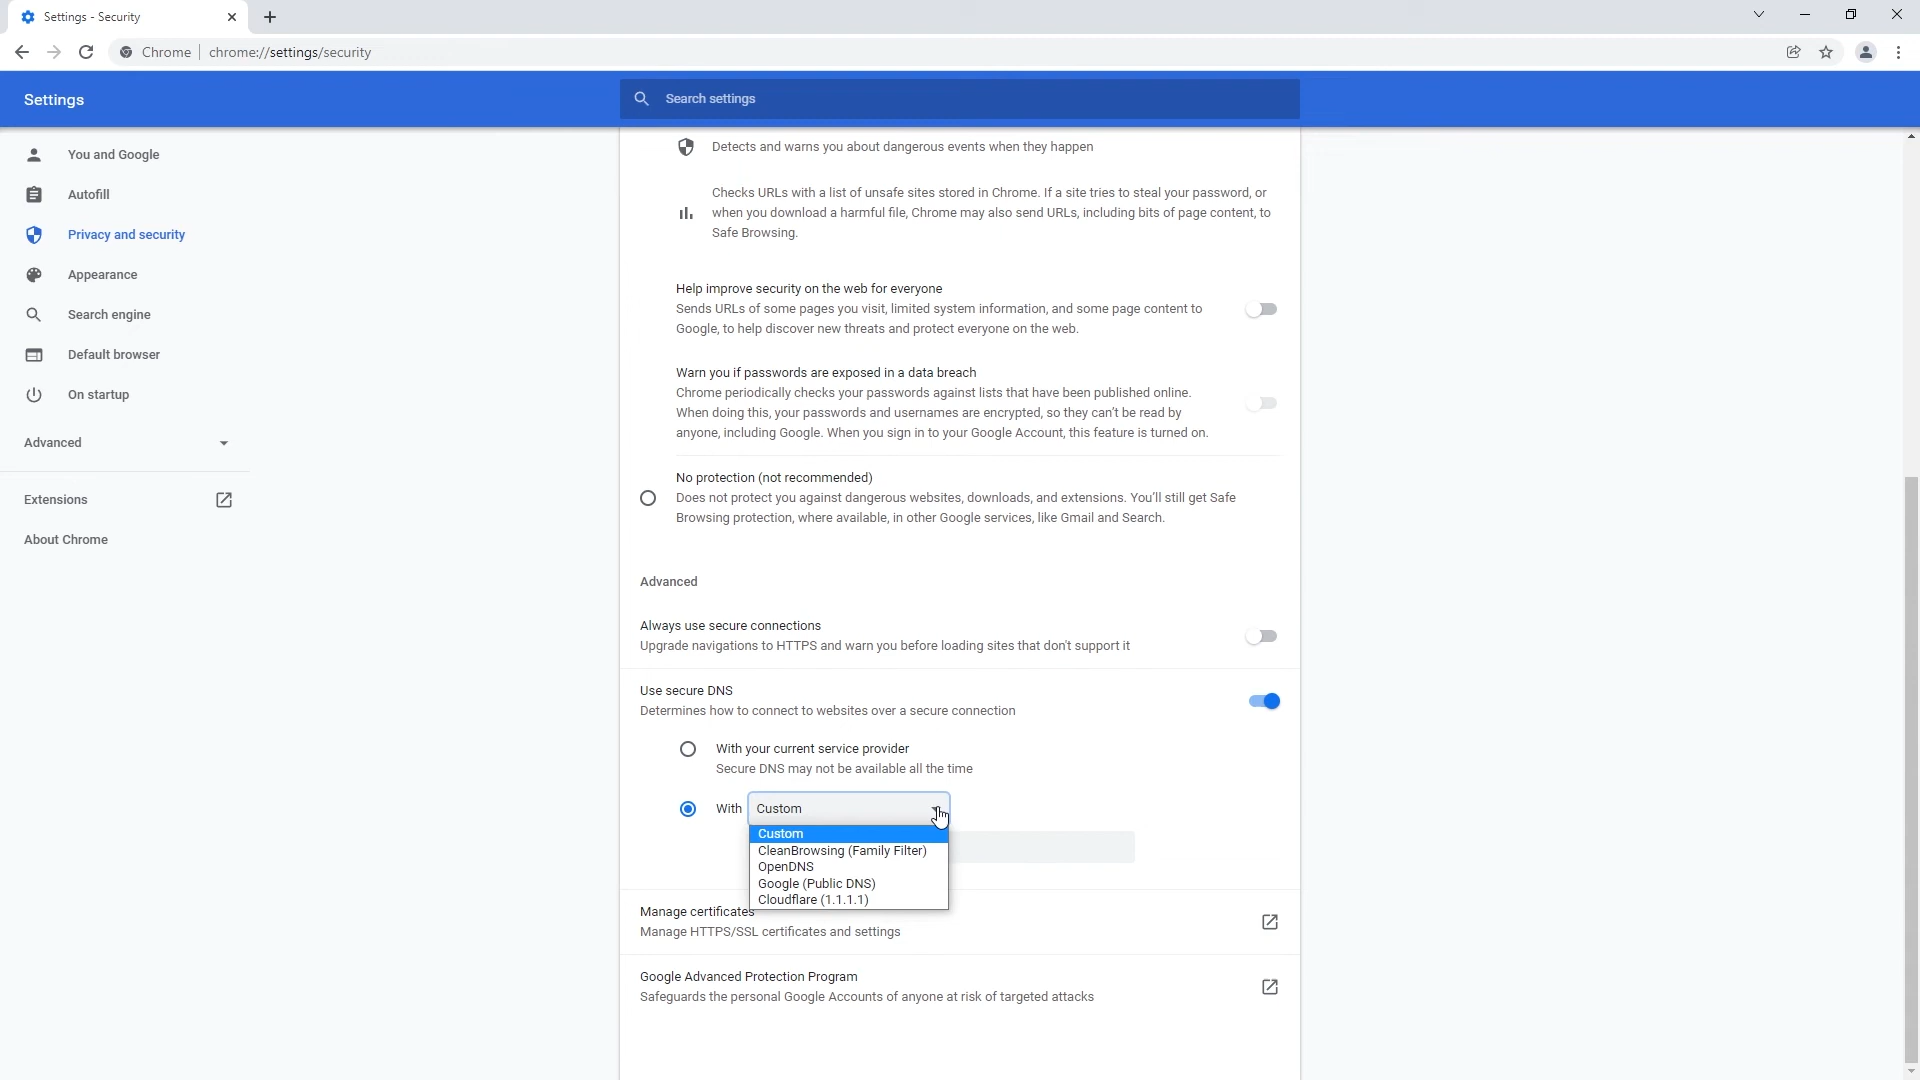 Settings - Security
Chrome
chrome://settings/security
Settings
Search settings
You and Google
Autofill
Privacy and security
Appearance
Search engine
Default browser
On startup
Advanced
Extensions
About Chrome
Detects and warns you about dangerous events when they happen
Checks URLs with a list of unsafe sites stored in Chrome. If a site tries to steal your password, or
when you download a harmful file, Chrome may also send URLs, including bits of page content, to
Safe Browsing.
Help improve security on the web for everyone
Sends URLs of some pages you visit, limited system information, and some page content to
Google, to help discover new threats and protect everyone on the web.
Warn you if passwords are exposed in a data breach
Chrome periodically checks your passwords against lists that have been published online.
When doing this, your passwords and usernames are encrypted, so they can't be read by
anyone, including Google. When you sign in to your Google Account, this feature is turned on.
No protection (not recommended)
Does not protect you against dangerous websites, downloads, and extensions. You'll still get Safe
Browsing protection, where available, in other Google services, like Gmail and Search.
Advanced
Always use secure connections
Upgrade navigations to HTTPS and warn you before loading sites that don't support it
Use secure DNS
Determines how to connect to websites over a secure connection
With your current service provider
Secure DNS may not be available all the time
With
Custom
Custom
CleanBrowsing (Family Filter)
OpenDNS
Google (Public DNS)
Cloudflare (1.1.1.1)
Manage certificates
Manage HTTPS/SSL certificates and settings
Google Advanced Protection Program
Safeguards the personal Google Accounts of anyone at risk of targeted attacks